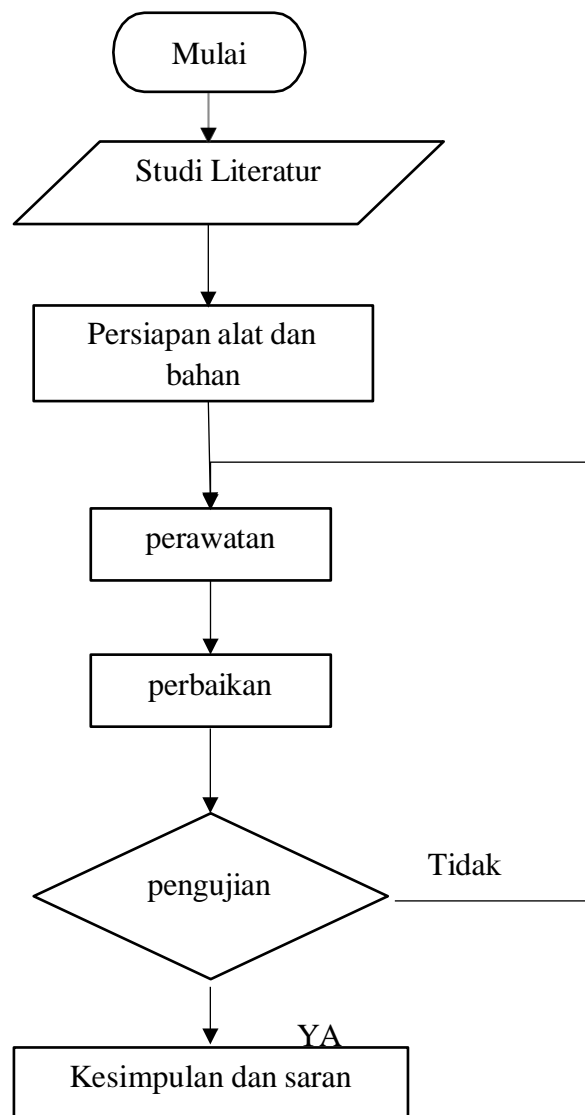 Mulai
Studi Literatur
Persiapan alat dan
bahan
perawatan
perbaikan
pengujian
Tidak
YA
Kesimpulan dan saran